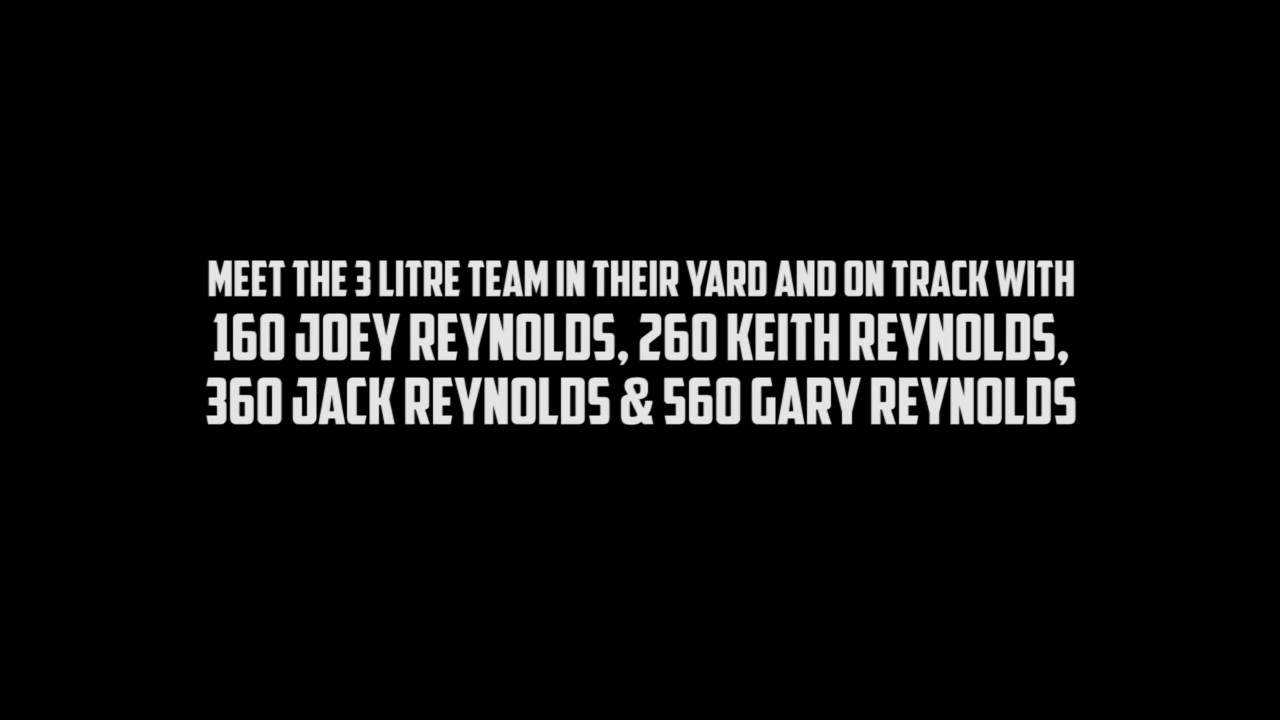 MEET THE 3 LITRE TEAM IN THEIR YARD AND ON TRACK WITH
160 JOEY REYNOLDS, 260 KEITH REYNOLDS,
360 JACK REYNOLDS & 560 GARY REYNOLDS